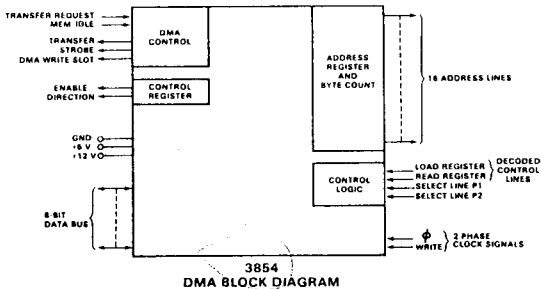 TRANSFER REQUEST
MEM IDLE
TRANSFER
STROBE
DMA WRITE SLOT
DMA
CONTROL
ENABLE
DIRECTION
CONTROL
REGISTER
GND
+5 V
+12 V
8-BIT
DATA BUS
ADDRESS
REGISTER
AND
BYTE COUNT
16 ADDRESS LINES
CONTROL
LOGIC
LOAD REGISTER
READ REGISTER
SELECT LINE P1
SELECT LINE P2
DECODED
CONTROL
LINES
Φ
WRITE
2 PHASE
CLOCK SIGNALS
3854
DMA BLOCK DIAGRAM